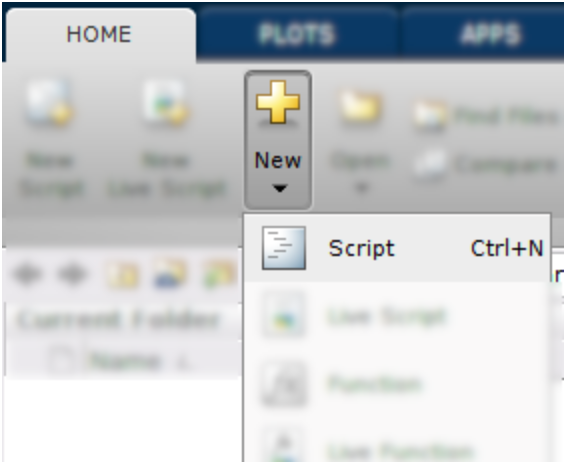 HOME PLOTS APPS
New Script
New Live Script
New
Open
Find Files
Compare
Script Ctrl+N
Current Folder
Live Script
Name
Function
Live Function